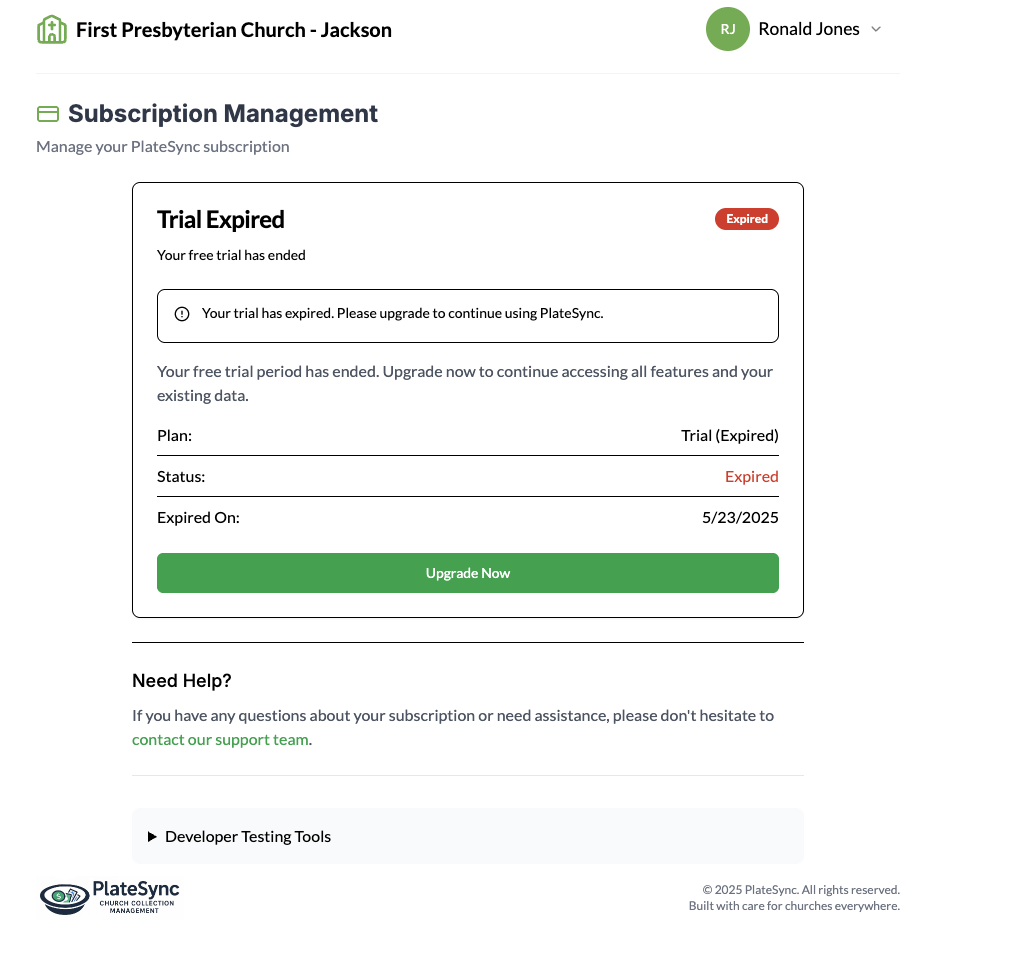 First Presbyterian Church - Jackson
RJ
Ronald Jones
Subscription Management
Manage your PlateSync subscription
Trial Expired
Expired
Your free trial has ended
Your trial has expired. Please upgrade to continue using PlateSync.
Your free trial period has ended. Upgrade now to continue accessing all features and your
existing data.
Plan:
Trial (Expired)
Status:
Expired
Expired On:
5/23/2025
Upgrade Now
Need Help?
If you have any questions about your subscription or need assistance, please don't hesitate to
contact our support team.
Developer Testing Tools
PlateSync
CHURCH COLLECTION
MANAGEMENT
© 2025 PlateSync. All rights reserved.
Built with care for churches everywhere.